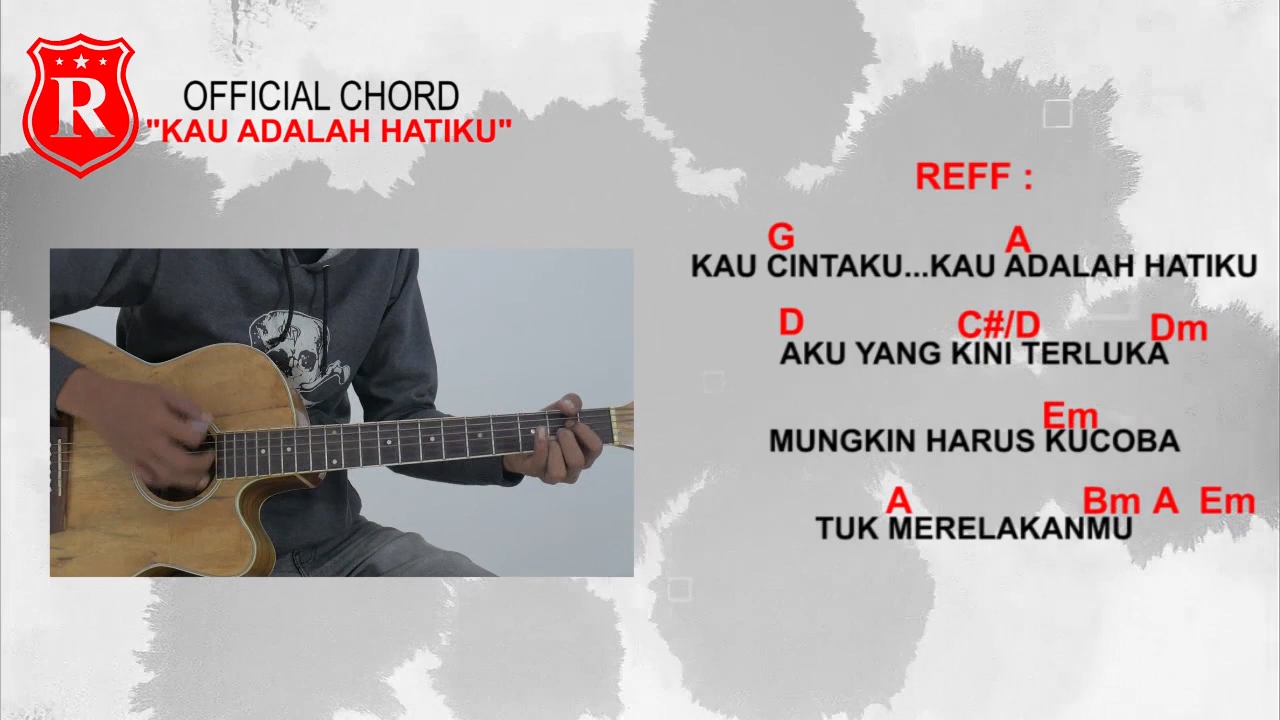 R
OFFICIAL CHORD
"KAU ADALAH HATIKU"
REFF :
G A
KAU CINTAKU...KAU ADALAH HATIKU
D C#/D Dm
AKU YANG KINI TERLUKA
Em
MUNGKIN HARUS KUCOBA
A Bm A Em
TUK MERELAKANMU